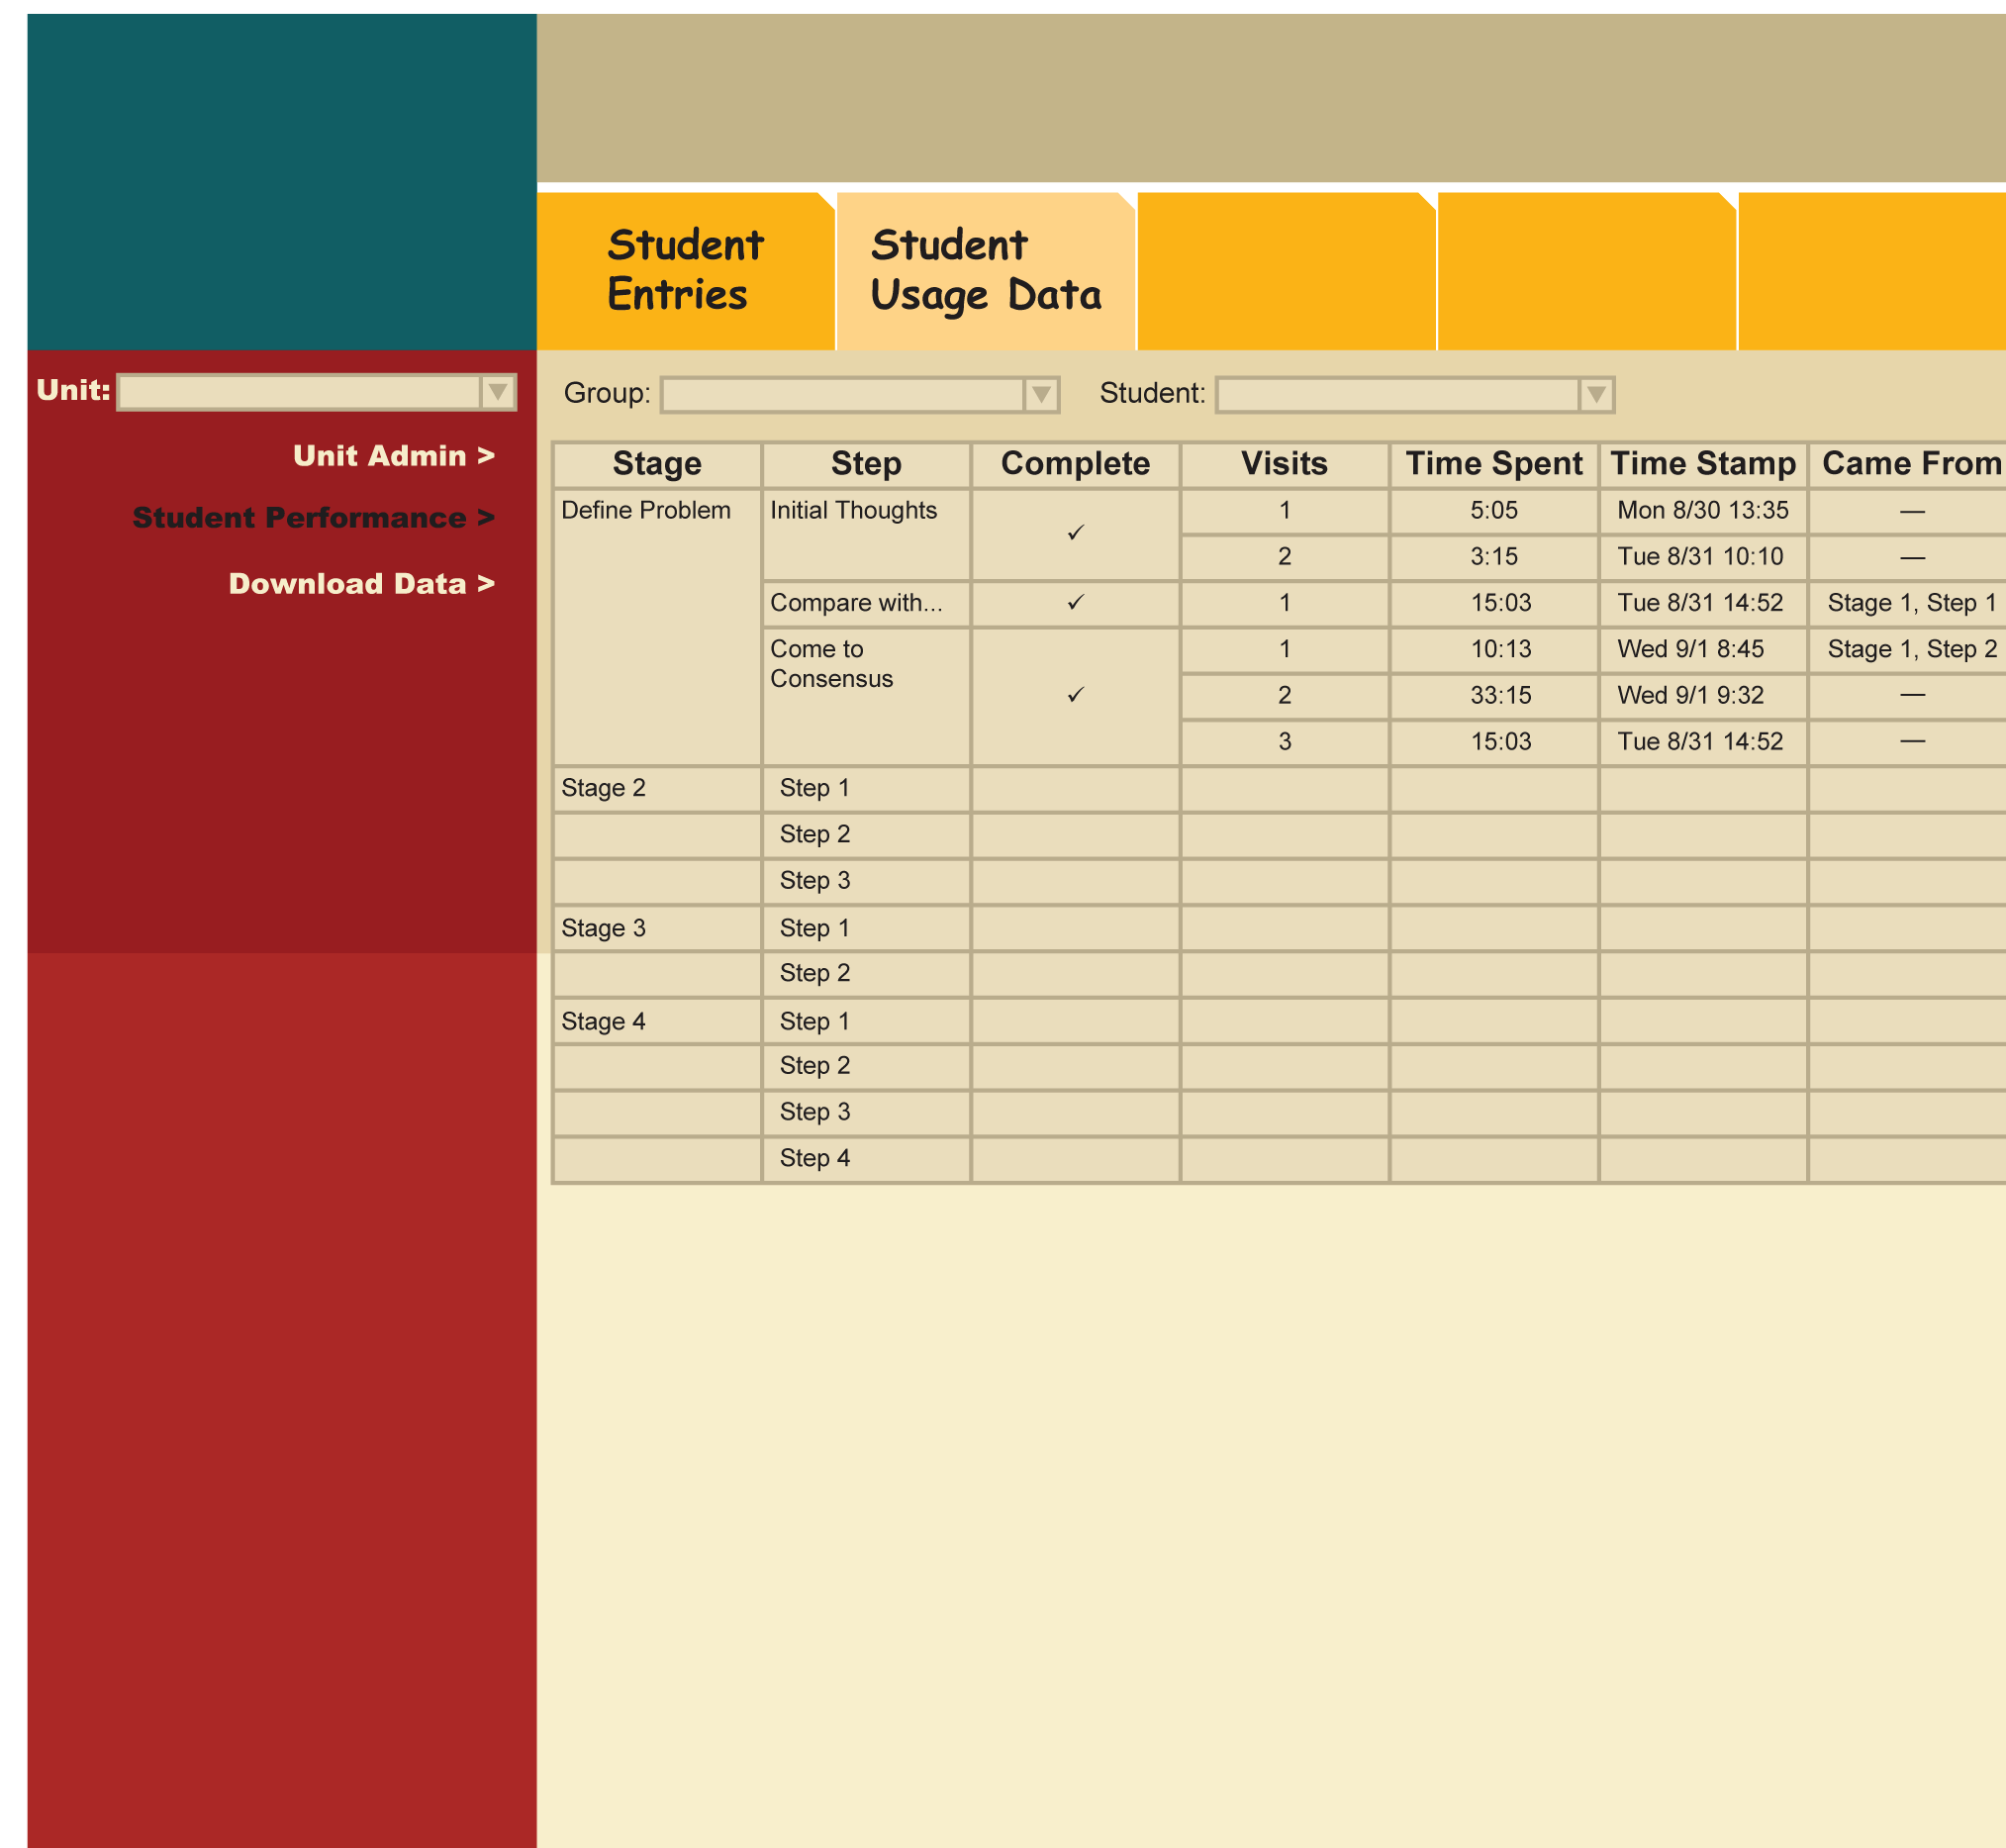 Student
Entries
Student
Usage Data
Unit:
Unit Admin >
Student Performance >
Download Data >
Group:
Student:
Stage Step Complete Visits Time Spent Time Stamp Came From
Define Problem Initial Thoughts ✓ 1 5:05 Mon 8/30 13:35 —
2 3:15 Tue 8/31 10:10 —
Compare with... ✓ 1 15:03 Tue 8/31 14:52 Stage 1, Step 1
Come to 1 10:13 Wed 9/1 8:45 Stage 1, Step 2
Consensus
✓ 2 33:15 Wed 9/1 9:32 —
3 15:03 Tue 8/31 14:52 —
Stage 2 Step 1
Step 2
Step 3
Stage 3 Step 1
Step 2
Stage 4 Step 1
Step 2
Step 3
Step 4